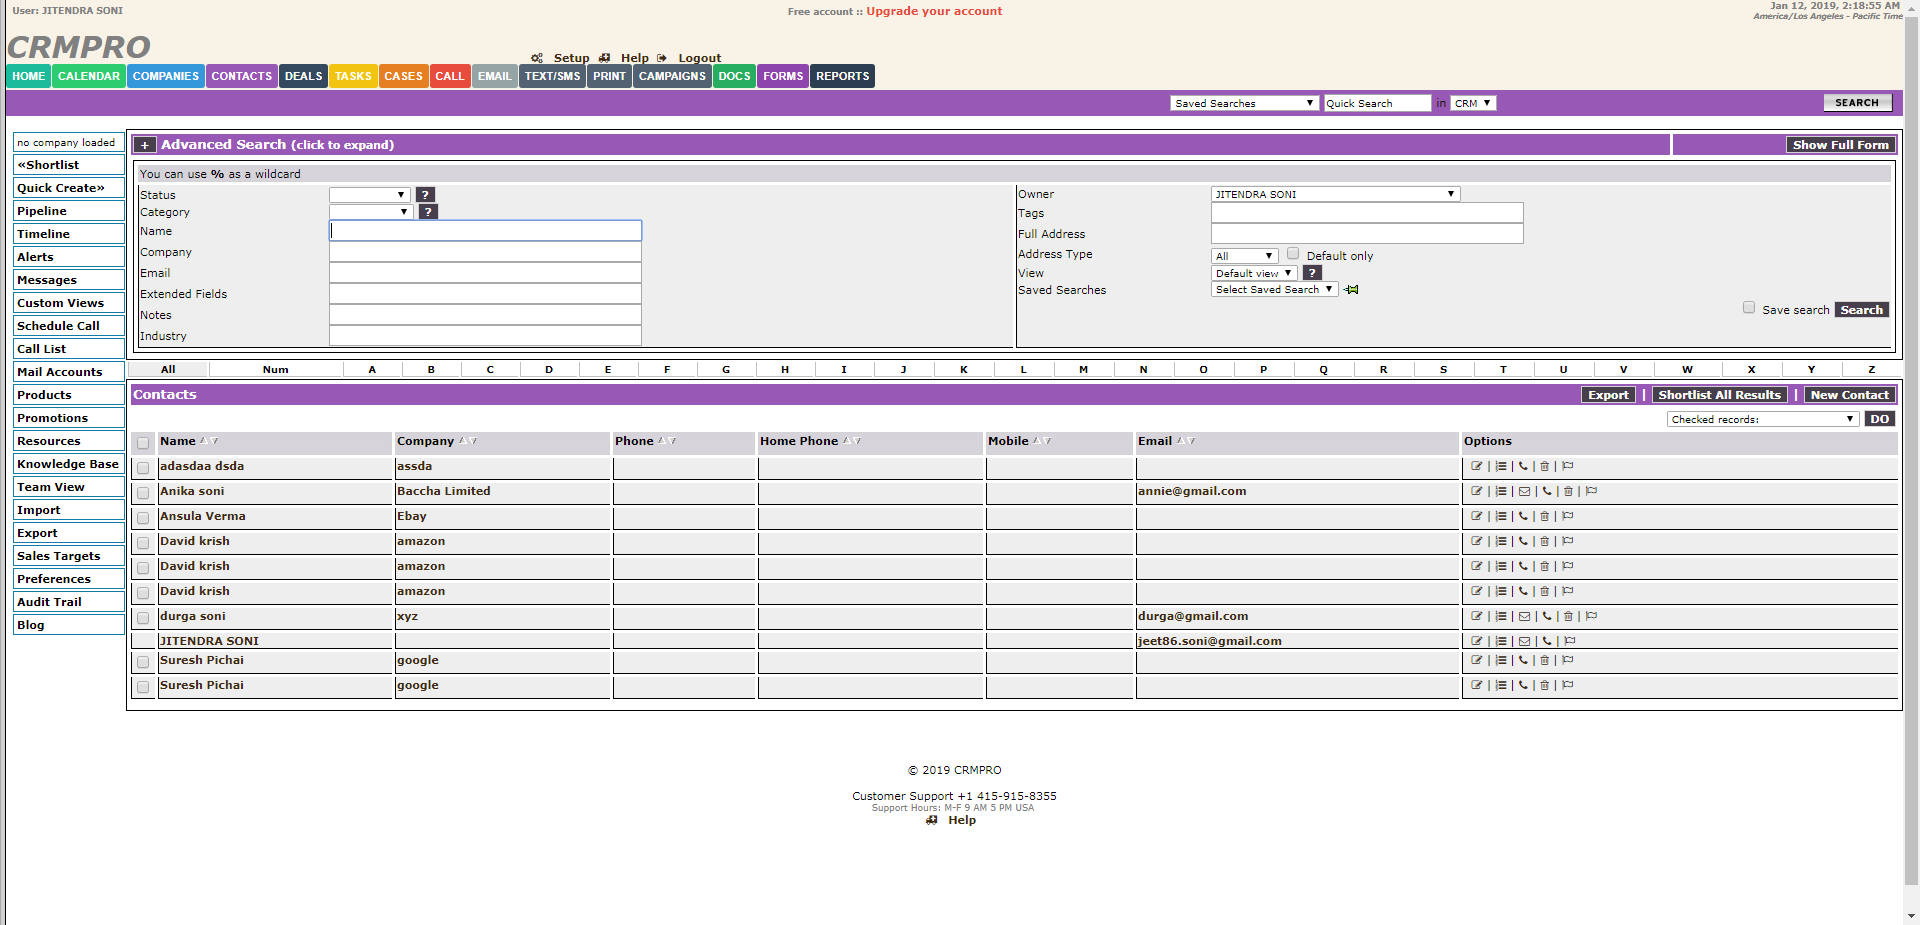 User: JITENDRA SONI
Free account :: Upgrade your account
Jan 12, 2019, 2:18:55 AM
America/Los Angeles - Pacific Time
CRMPRO
Setup Help Logout
HOME CALENDAR COMPANIES CONTACTS DEALS TASKS CASES CALL EMAIL TEXT/SMS PRINT CAMPAIGNS DOCS FORMS REPORTS
Saved Searches Quick Search in CRM SEARCH
no company loaded
«Shortlist
Quick Create»
Pipeline
Timeline
Alerts
Messages
Custom Views
Schedule Call
Call List
Mail Accounts
Products
Promotions
Resources
Knowledge Base
Team View
Import
Export
Sales Targets
Preferences
Audit Trail
Blog
+ Advanced Search (click to expand) Show Full Form
You can use % as a wildcard
Status ?
Category ?
Name
Company
Email
Extended Fields
Notes
Industry
Owner JITENDRA SONI
Tags
Full Address
Address Type All Default only
View Default view ?
Saved Searches Select Saved Search
Save search Search
All Num A B C D E F G H I J K L M N O P Q R S T U V W X Y Z
Contacts Export | Shortlist All Results | New Contact
Checked records: DO
Name Company Phone Home Phone Mobile Email Options
adasdaa dsda assda
Anika soni Baccha Limited annie@gmail.com
Ansula Verma Ebay
David krish amazon
David krish amazon
David krish amazon
durga soni xyz durga@gmail.com
JITENDRA SONI jeet86.soni@gmail.com
Suresh Pichai google
Suresh Pichai google
© 2019 CRMPRO
Customer Support +1 415-915-8355
Support Hours: M-F 9 AM 5 PM USA
Help